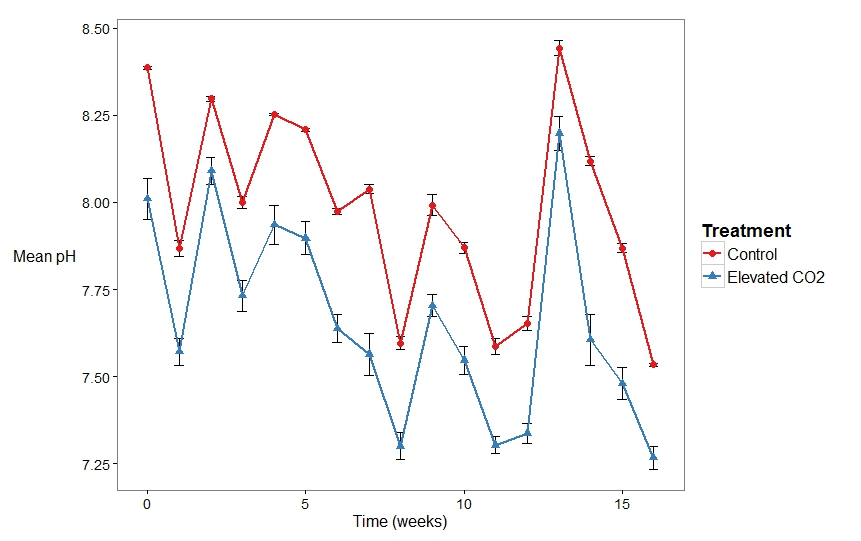 8.50
8.25
8.00
Mean pH
7.75
7.50
7.25
0 5 10 15
Time (weeks)
Treatment
Control
Elevated CO2